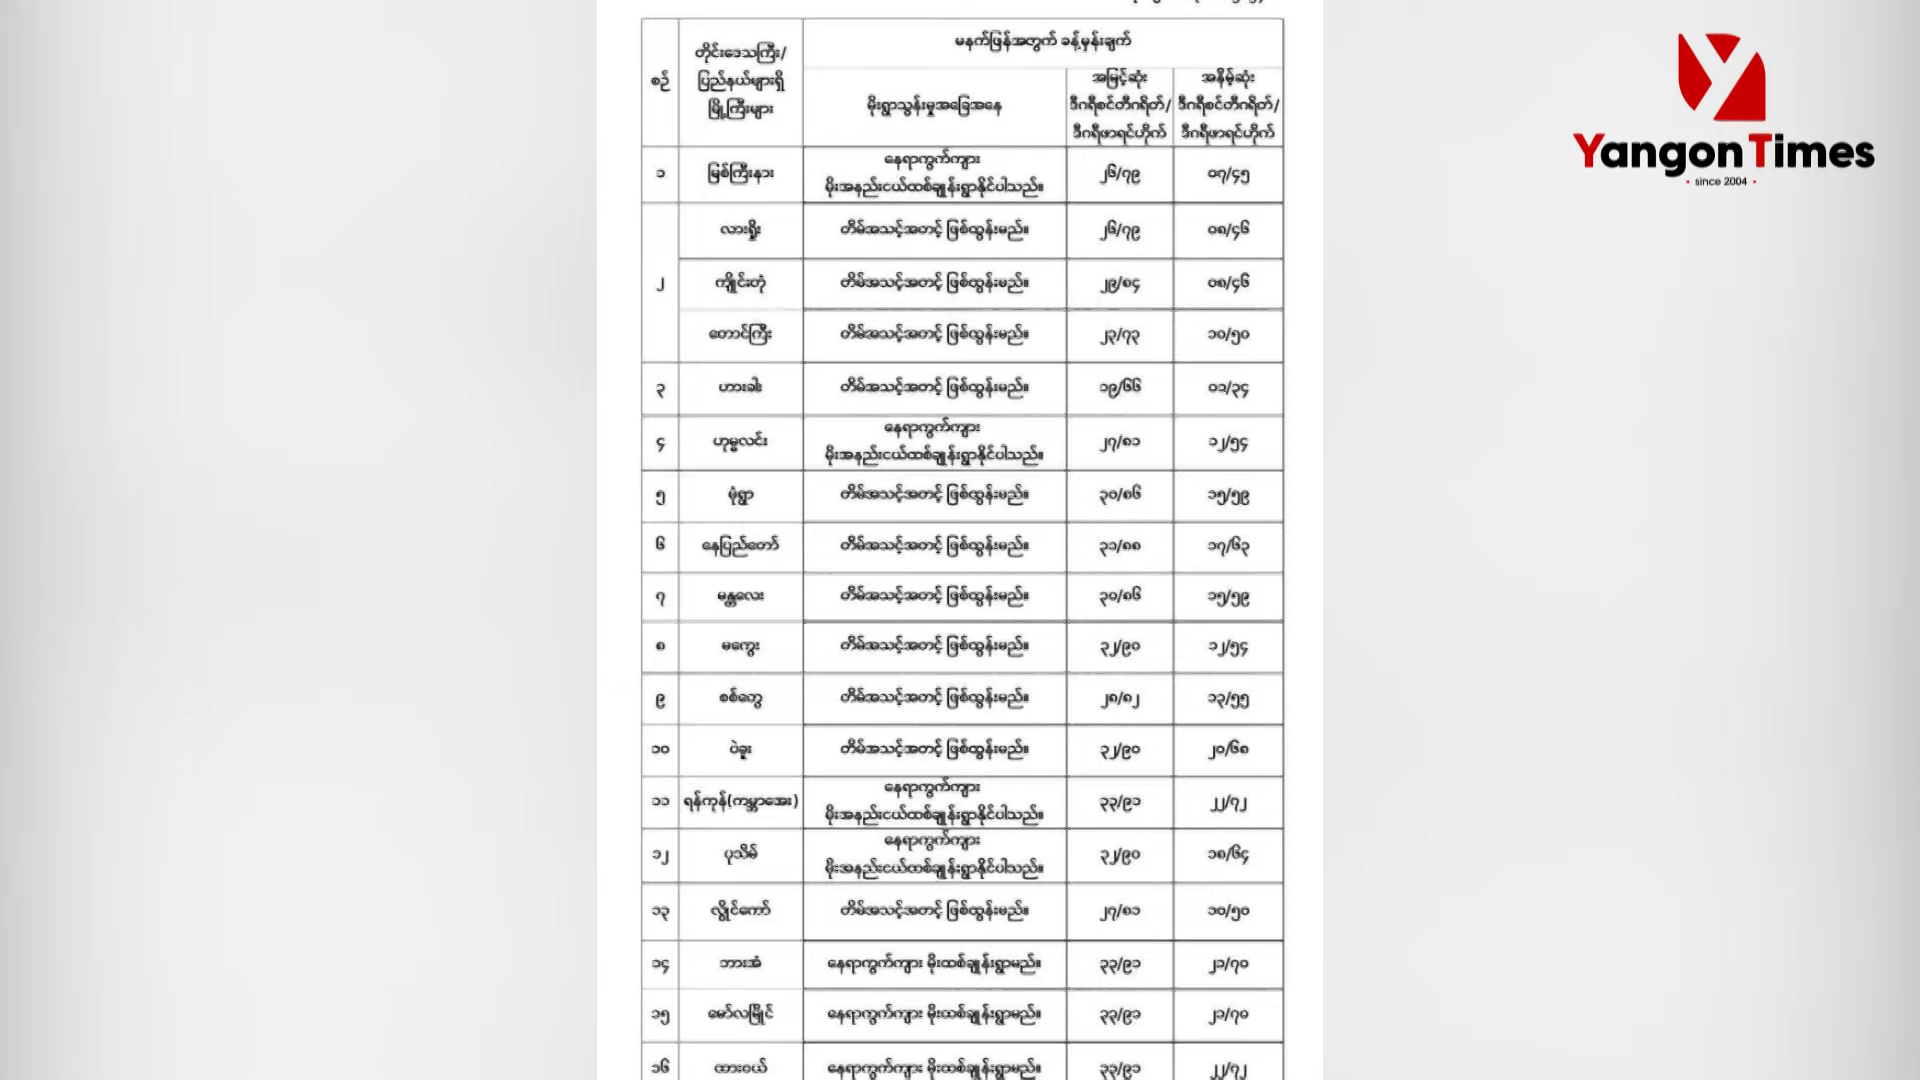 စဉ်
တိုင်းဒေသကြီး/
ပြည်နယ်များရှိ
မြို့ကြီးများ
မနက်ဖြန်အတွက် ခန့်မှန်းချက်
မိုးရွာသွန်းမှုအခြေအနေ
အမြင့်ဆုံး
ဒီဂရီစင်တီဂရိတ်/
ဒီဂရီဖာရင်ဟိုက်
အနိမ့်ဆုံး
ဒီဂရီစင်တီဂရိတ်/
ဒီဂရီဖာရင်ဟိုက်
၁ မြစ်ကြီးနား နေရာကွက်ကျား
မိုးအနည်းငယ်ထစ်ချုန်းရွာနိုင်ပါသည်။ ၂၆/၇၉ ၀၇/၄၅
၂ လားရှိုး တိမ်အသင့်အတင့် ဖြစ်ထွန်းမည်။ ၂၆/၇၉ ၀၈/၄၆
ကျိုင်းတုံ တိမ်အသင့်အတင့် ဖြစ်ထွန်းမည်။ ၂၉/၈၄ ၀၈/၄၆
တောင်ကြီး တိမ်အသင့်အတင့် ဖြစ်ထွန်းမည်။ ၂၃/၇၃ ၁၀/၅၀
၃ ဟားခါး တိမ်အသင့်အတင့် ဖြစ်ထွန်းမည်။ ၁၉/၆၆ ၀၁/၃၄
၄ ဟုမ္မလင်း နေရာကွက်ကျား
မိုးအနည်းငယ်ထစ်ချုန်းရွာနိုင်ပါသည်။ ၂၇/၈၁ ၁၂/၅၄
၅ မုံရွာ တိမ်အသင့်အတင့် ဖြစ်ထွန်းမည်။ ၃၀/၈၆ ၁၅/၅၉
၆ နေပြည်တော် တိမ်အသင့်အတင့် ဖြစ်ထွန်းမည်။ ၃၁/၈၈ ၁၇/၆၃
၇ မန္တလေး တိမ်အသင့်အတင့် ဖြစ်ထွန်းမည်။ ၃၀/၈၆ ၁၅/၅၉
၈ မကွေး တိမ်အသင့်အတင့် ဖြစ်ထွန်းမည်။ ၃၂/၉၀ ၁၂/၅၄
၉ စစ်တွေ တိမ်အသင့်အတင့် ဖြစ်ထွန်းမည်။ ၂၈/၈၂ ၁၃/၅၅
၁၀ ပဲခူး တိမ်အသင့်အတင့် ဖြစ်ထွန်းမည်။ ၃၂/၉၀ ၂၀/၆၈
၁၁ ရန်ကုန်(ကမ္ဘာအေး) နေရာကွက်ကျား
မိုးအနည်းငယ်ထစ်ချုန်းရွာနိုင်ပါသည်။ ၃၃/၉၁ ၂၂/၇၂
၁၂ ပုသိမ် နေရာကွက်ကျား
မိုးအနည်းငယ်ထစ်ချုန်းရွာနိုင်ပါသည်။ ၃၂/၉၀ ၁၈/၆၄
၁၃ လွိုင်ကော် တိမ်အသင့်အတင့် ဖြစ်ထွန်းမည်။ ၂၇/၈၁ ၁၀/၅၀
၁၄ ဘားအံ နေရာကွက်ကျား မိုးထစ်ချုန်းရွာမည်။ ၃၃/၉၁ ၂၁/၇၀
၁၅ မော်လမြိုင် နေရာကွက်ကျား မိုးထစ်ချုန်းရွာမည်။ ၃၃/၉၁ ၂၁/၇၀
၁၆ ထားဝယ် နေရာကွက်ကျား မိုးထစ်ချုန်းရွာမည်။ ၃၃/၉၁ ၂၂/၇၂
Yangon Times
• since 2004 •